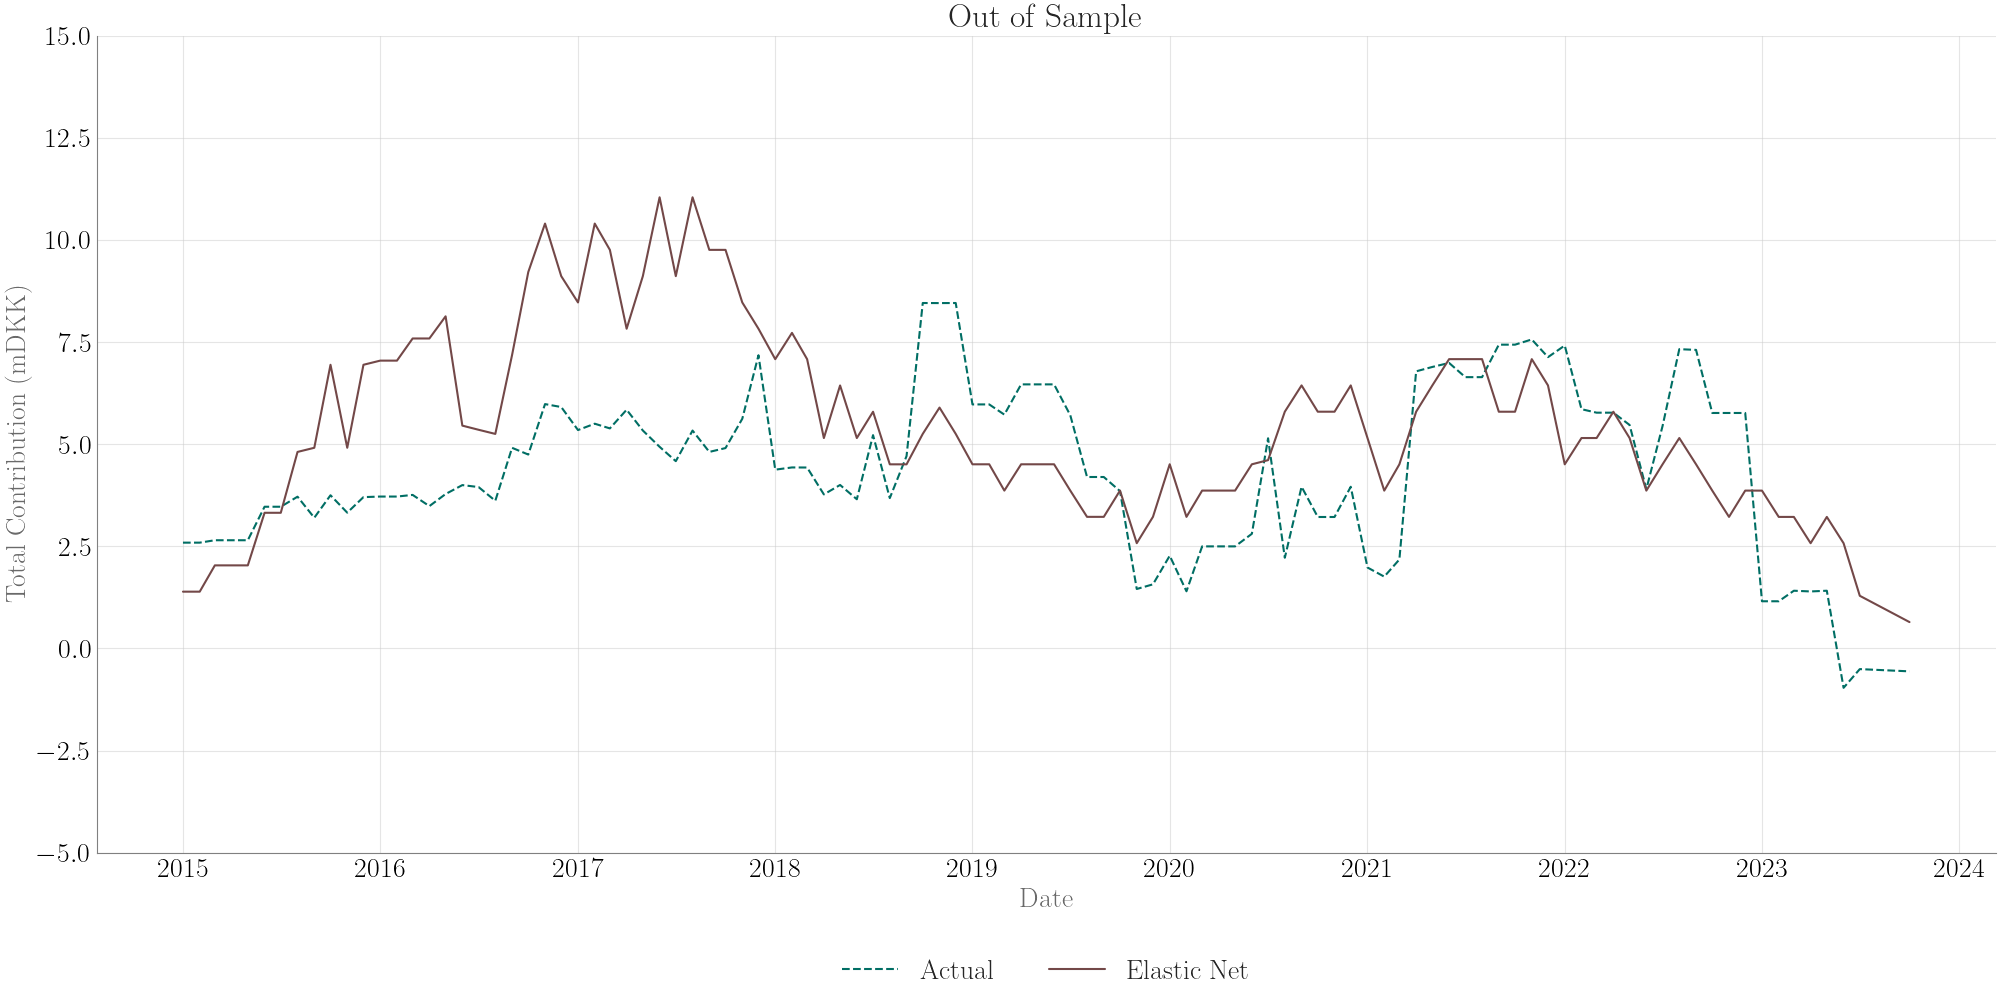 Out of Sample
15.0
12.5
10.0
7.5
5.0
2.5
0.0
−2.5
−5.0
Total Contribution (mDKK)
2015 2016 2017 2018 2019 2020 2021 2022 2023 2024
Date
Actual Elastic Net